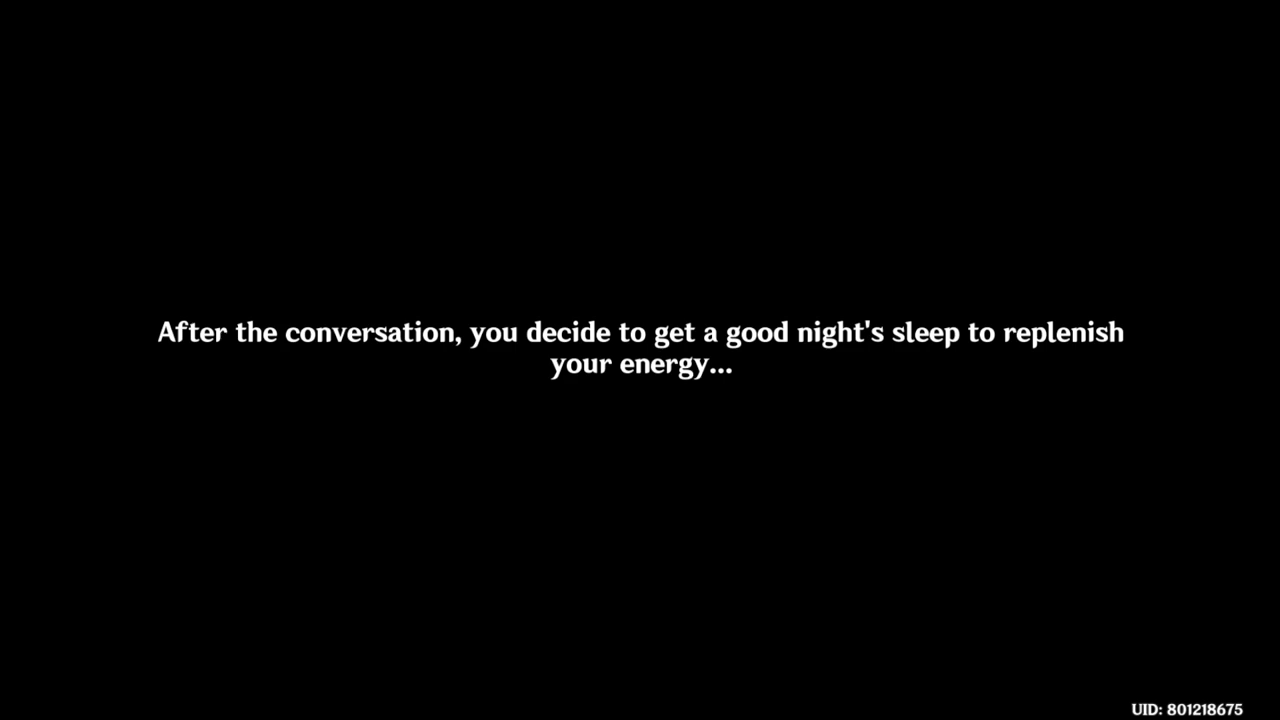 After the conversation, you decide to get a good night's sleep to replenish
your energy...
UID: 801218675